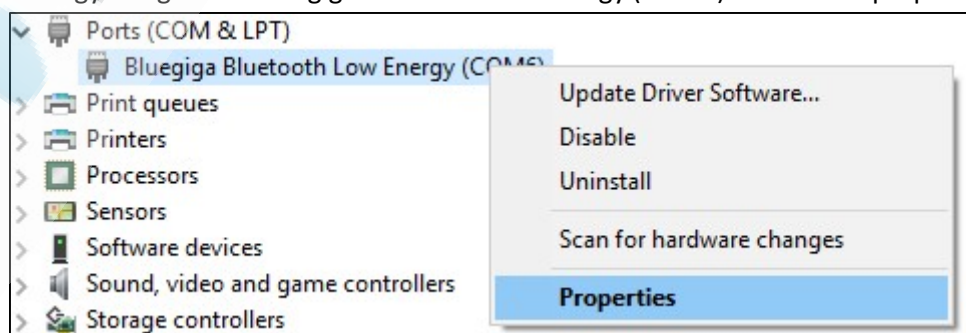 Ports (COM & LPT)
Bluegiga Bluetooth Low Energy (COM6)
Print queues
Printers
Processors
Sensors
Software devices
Sound, video and game controllers
Storage controllers
Update Driver Software...
Disable
Uninstall
Scan for hardware changes
Properties